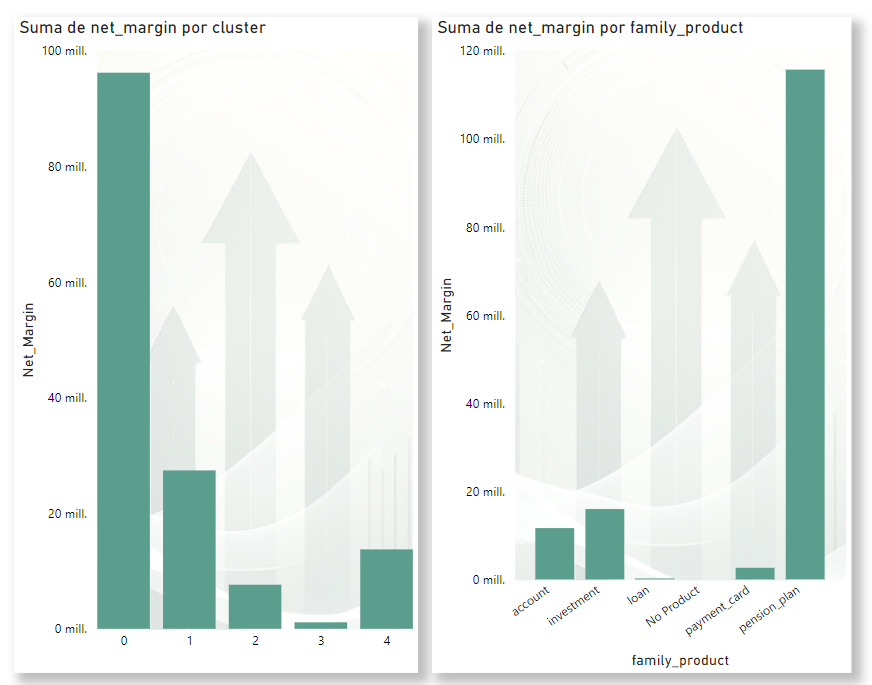 Suma de net_margin por cluster
100 mill.
80 mill.
60 mill.
40 mill.
20 mill.
0 mill.
Net_Margin
0 1 2 3 4
Suma de net_margin por family_product
120 mill.
100 mill.
80 mill.
60 mill.
40 mill.
20 mill.
0 mill.
Net_Margin
account investment loan No Product payment_card pension_plan
family_product